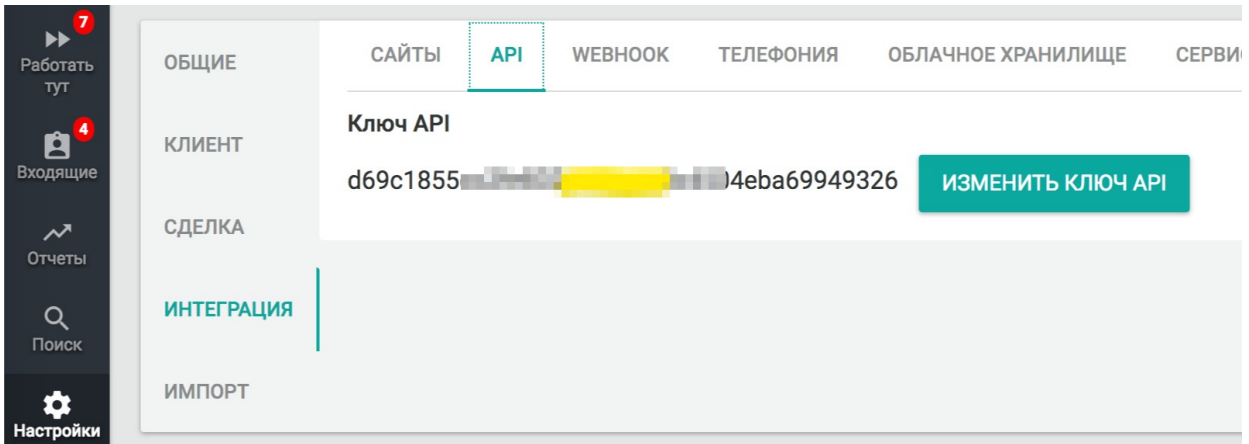 7
Работать
тут
4
Входящие
Отчеты
Поиск
Настройки
ОБЩИЕ
КЛИЕНТ
СДЕЛКА
ИНТЕГРАЦИЯ
ИМПОРТ
САЙТЫ API WEBHOOK ТЕЛЕФОНИЯ ОБЛАЧНОЕ ХРАНИЛИЩЕ
Ключ API
d69c1855 4eba69949326 ИЗМЕНИТЬ КЛЮЧ API